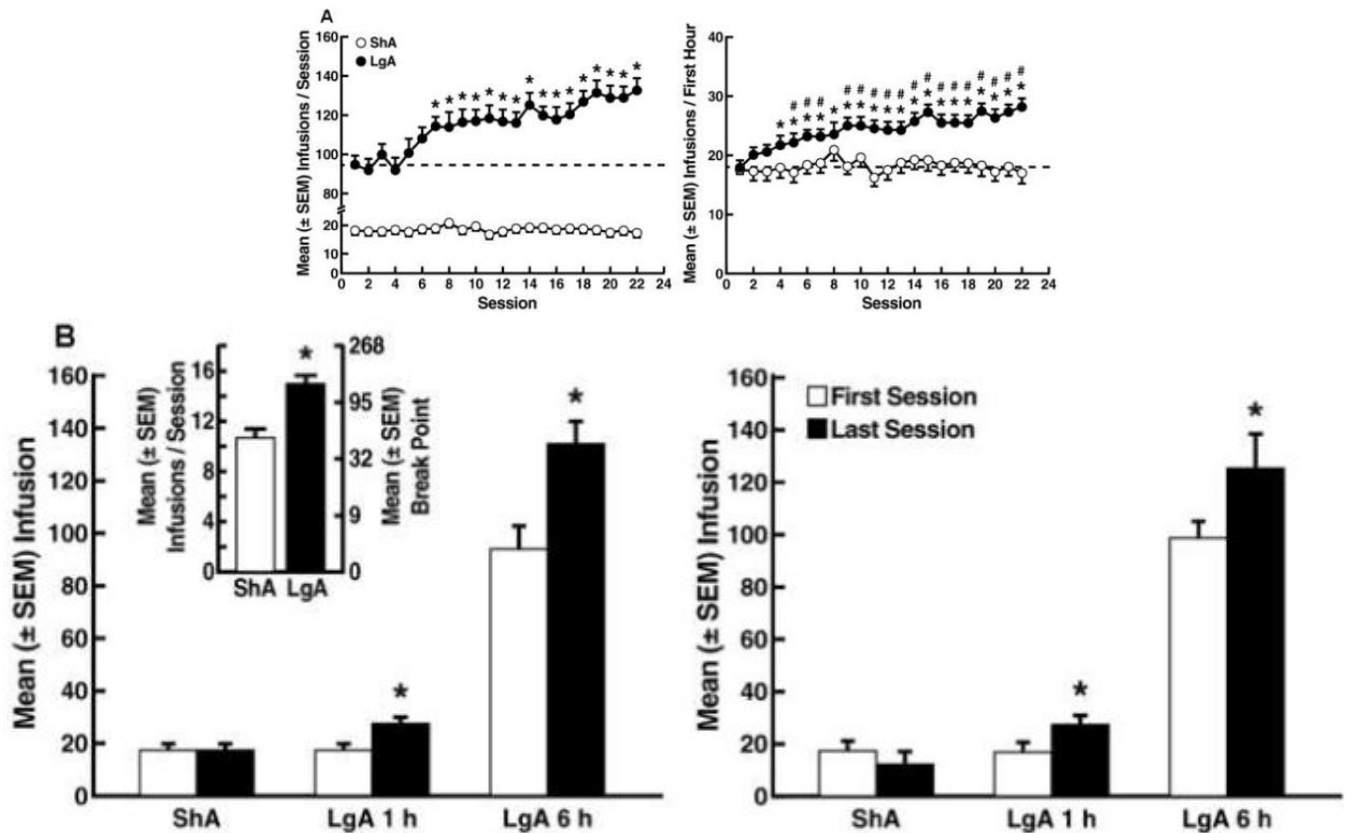 A
Mean (± SEM) Infusions / Session
160
140
120
100
80
20
10
0
ShA
LgA
* * * * * * * * * * * * * * * *
0 2 4 6 8 10 12 14 16 18 20 22 24
Session
Mean (± SEM) Infusions / First Hour
40
30
20
10
0
# # # # # # # # # # # # # # # # #
* * * * * * * * * * * * * * * * * * *
0 2 4 6 8 10 12 14 16 18 20 22 24
Session
B
Mean (± SEM) Infusion
160
140
120
100
80
60
40
20
0
Mean (± SEM)
Infusions / Session
16
12
8
4
0
*
268
95
32
9
0
Mean (± SEM)
Break Point
ShA LgA
*
*
ShA LgA 1 h LgA 6 h
Mean (± SEM) Infusion
160
140
120
100
80
60
40
20
0
First Session
Last Session
*
*
ShA LgA 1 h LgA 6 h